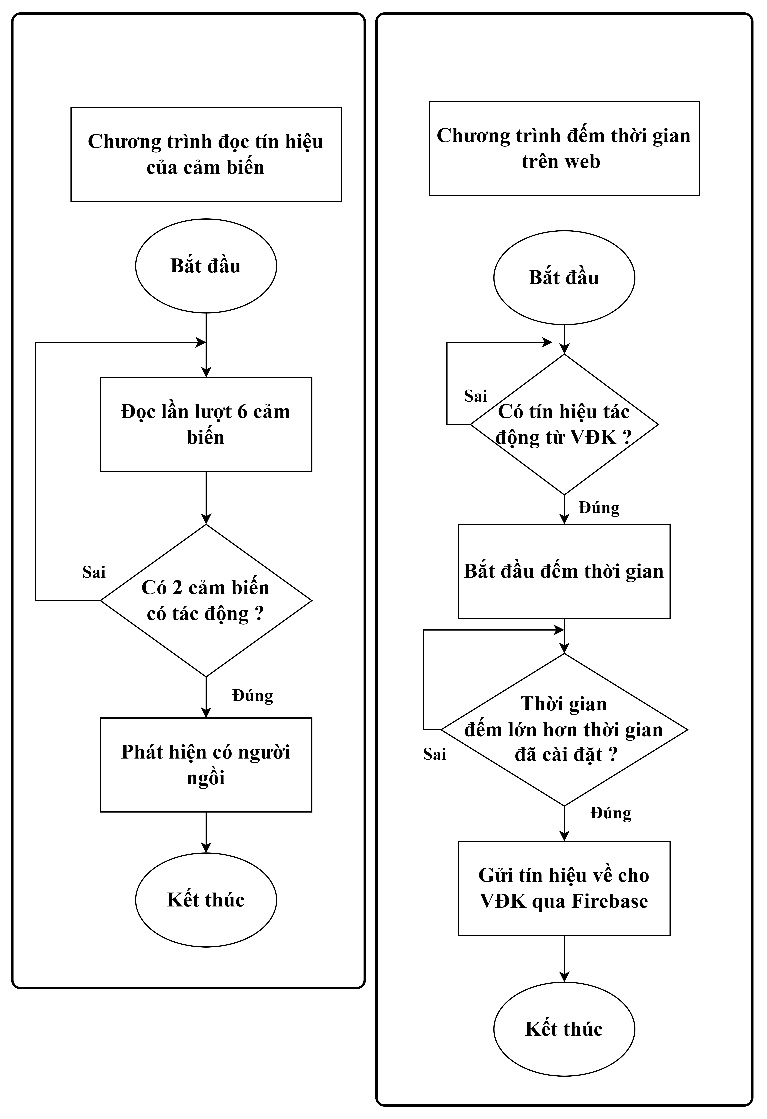 Chương trình đọc tín hiệu
của cảm biến
Bắt đầu
Đọc lần lượt 6 cảm
biến
Sai
Có 2 cảm biến
có tác động ?
Đúng
Phát hiện có người
ngồi
Kết thúc
Chương trình đếm thời gian
trên web
Bắt đầu
Sai
Có tín hiệu tác
động từ VĐK ?
Đúng
Bắt đầu đếm thời gian
Thời gian
đếm lớn hơn thời gian
đã cài đặt ?
Sai
Đúng
Gửi tín hiệu về cho
VĐK qua Firebase
Kết thúc